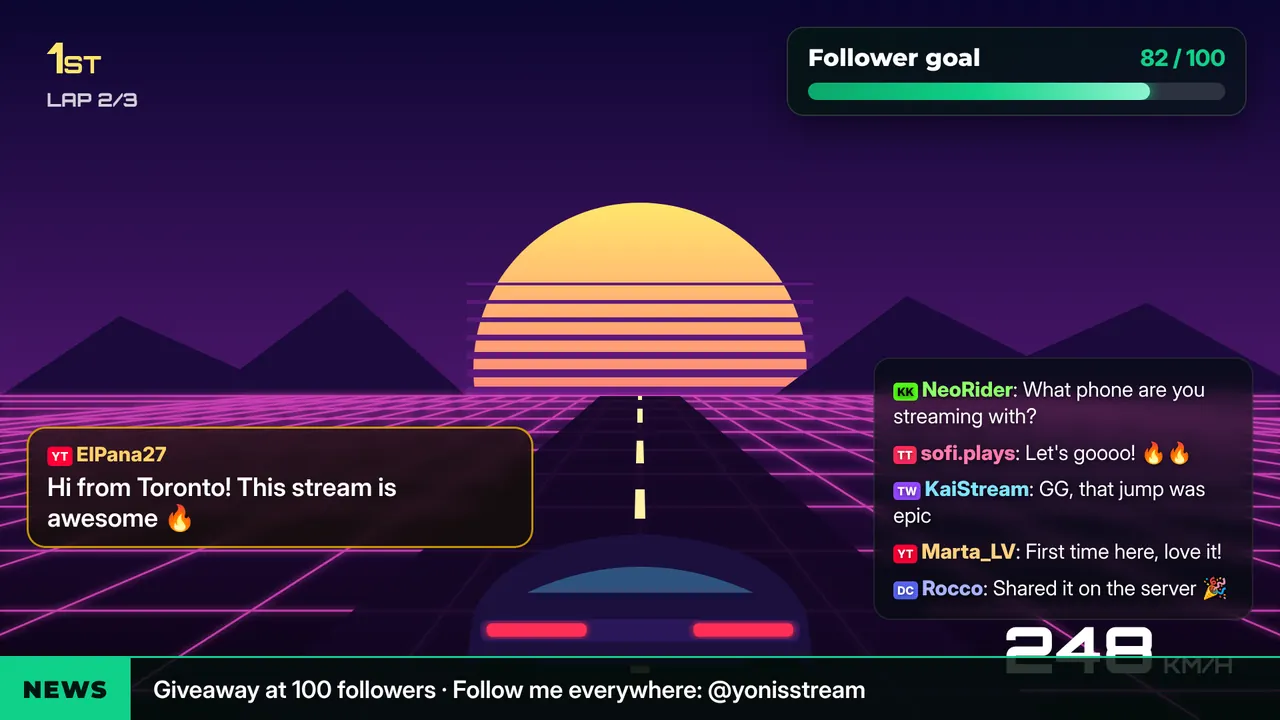 1ST
LAP 2/3
Follower goal 82 / 100
YT ElPana27
Hi from Toronto! This stream is
awesome 🔥
KK NeoRider: What phone are you
streaming with?
TT sofi.plays: Let's goooo! 🔥🔥
TW KaiStream: GG, that jump was
epic
YT Marta_LV: First time here, love it!
DC Rocco: Shared it on the server 🎉
248 KM/H
NEWS Giveaway at 100 followers · Follow me everywhere: @yonisstream